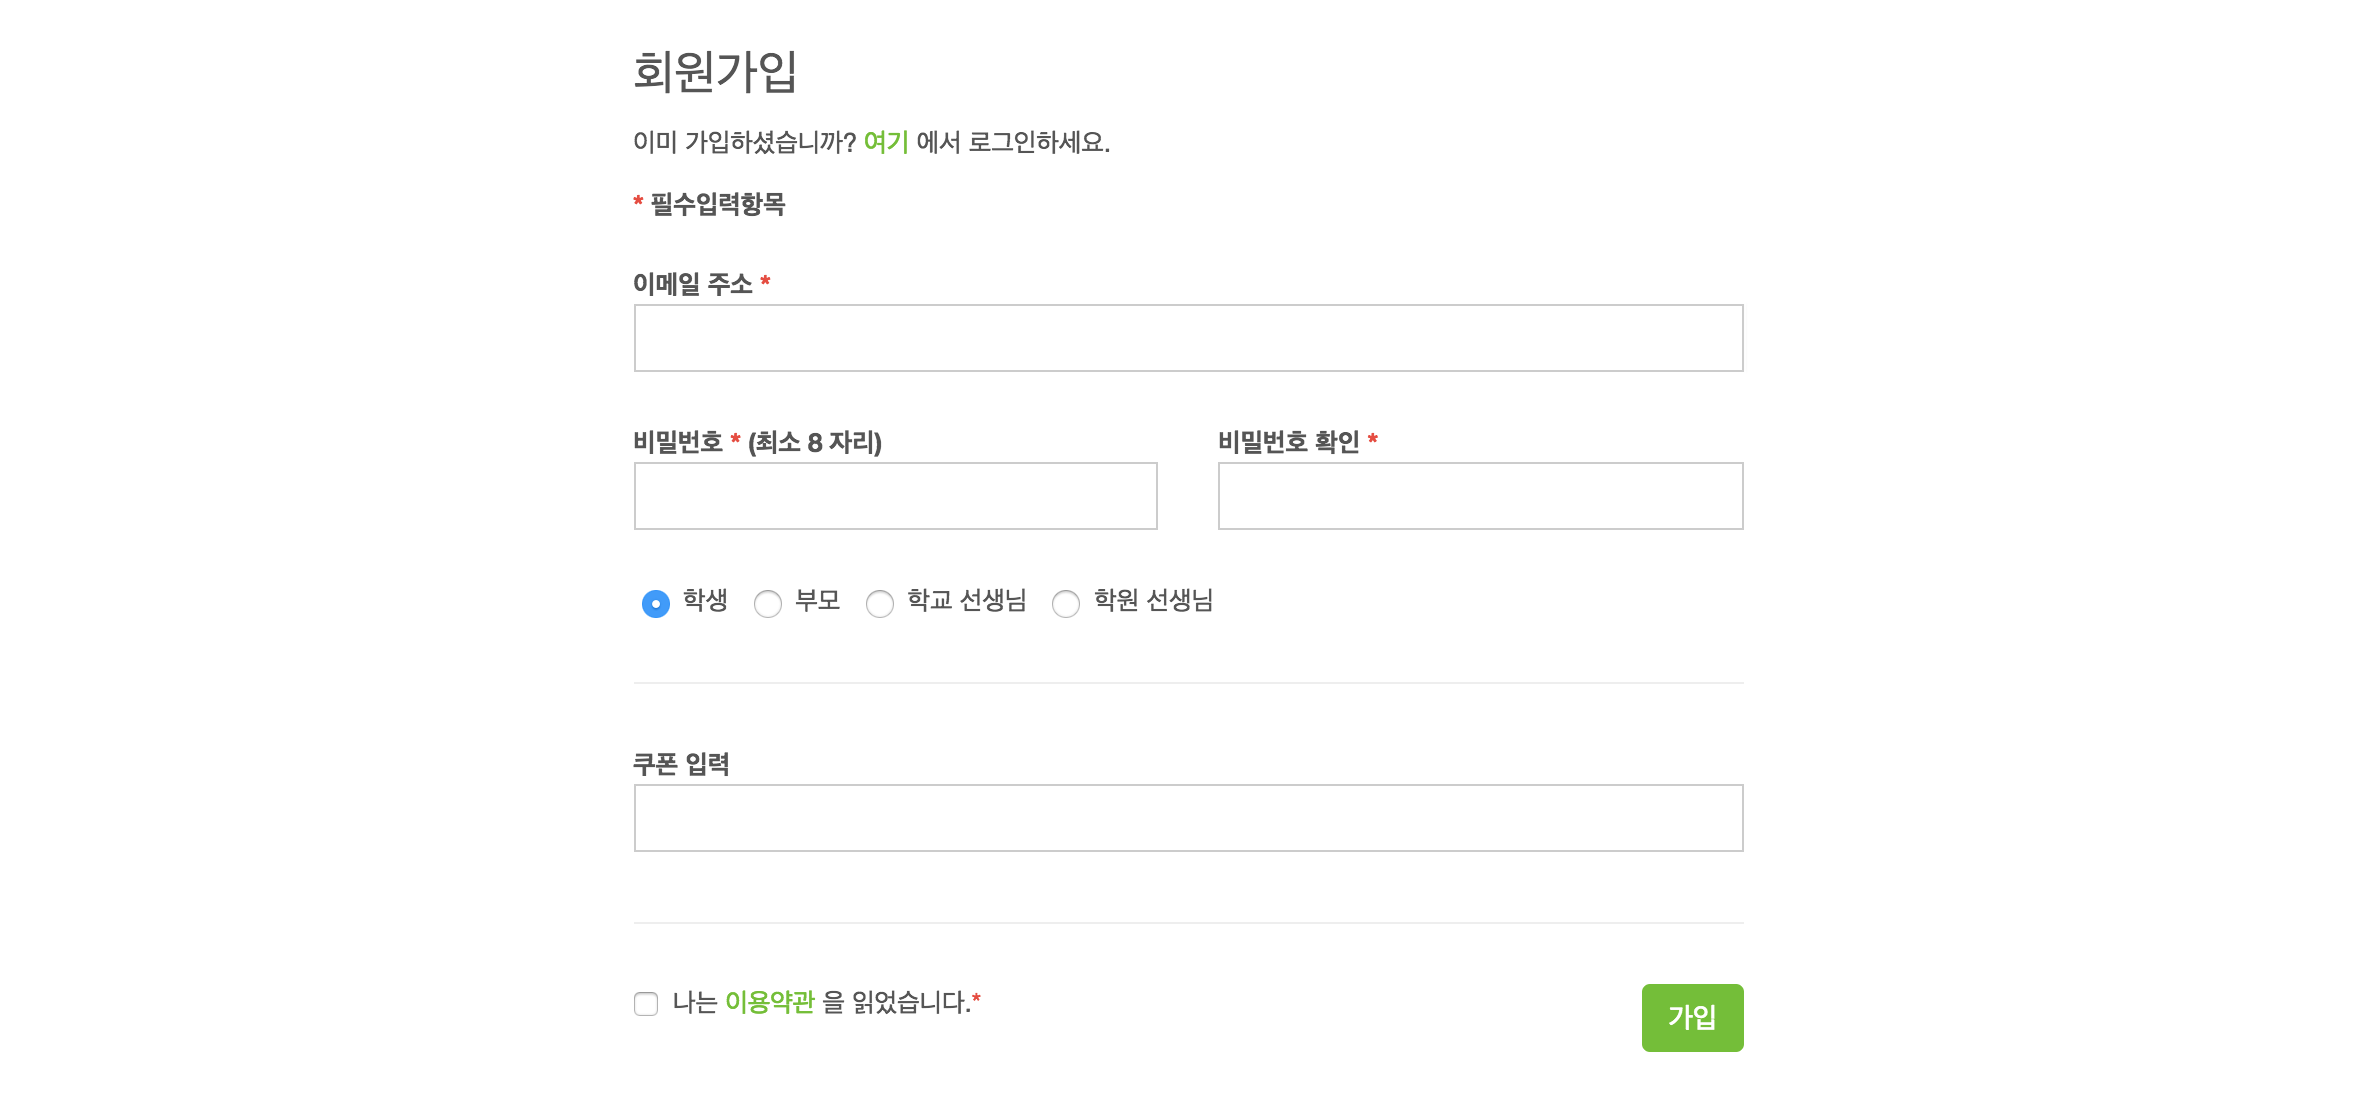 회원가입
이미 가입하셨습니까? 여기 에서 로그인하세요.
* 필수입력항목
이메일 주소 *
비밀번호 * (최소 8 자리) 비밀번호 확인 *
학생 부모 학교 선생님 학원 선생님
쿠폰 입력
나는 이용약관 을 읽었습니다.*
가입